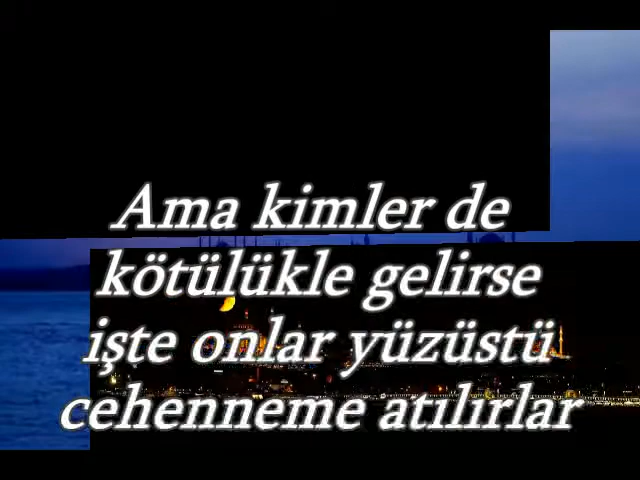 Ama kimler de
kötülükle gelirse
işte onlar yüzüstü
cehenneme atılırlar